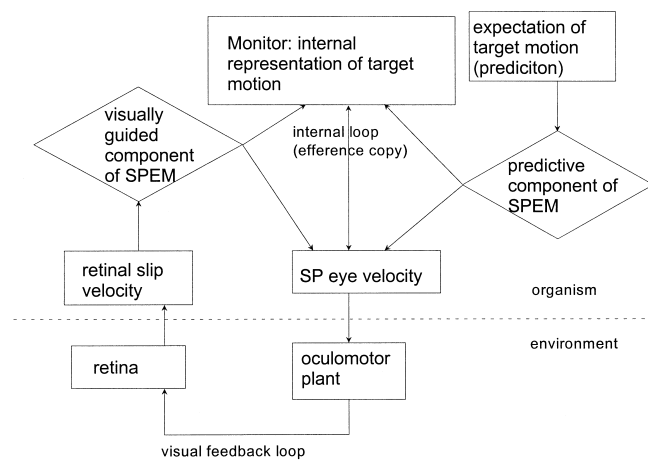 Monitor: internal
representation of target
motion
expectation of
target motion
(prediciton)
visually
guided
component
of SPEM
internal loop
(efference copy)
predictive
component of
SPEM
retinal slip
velocity
SP eye velocity
organism
environment
retina
oculomotor
plant
visual feedback loop